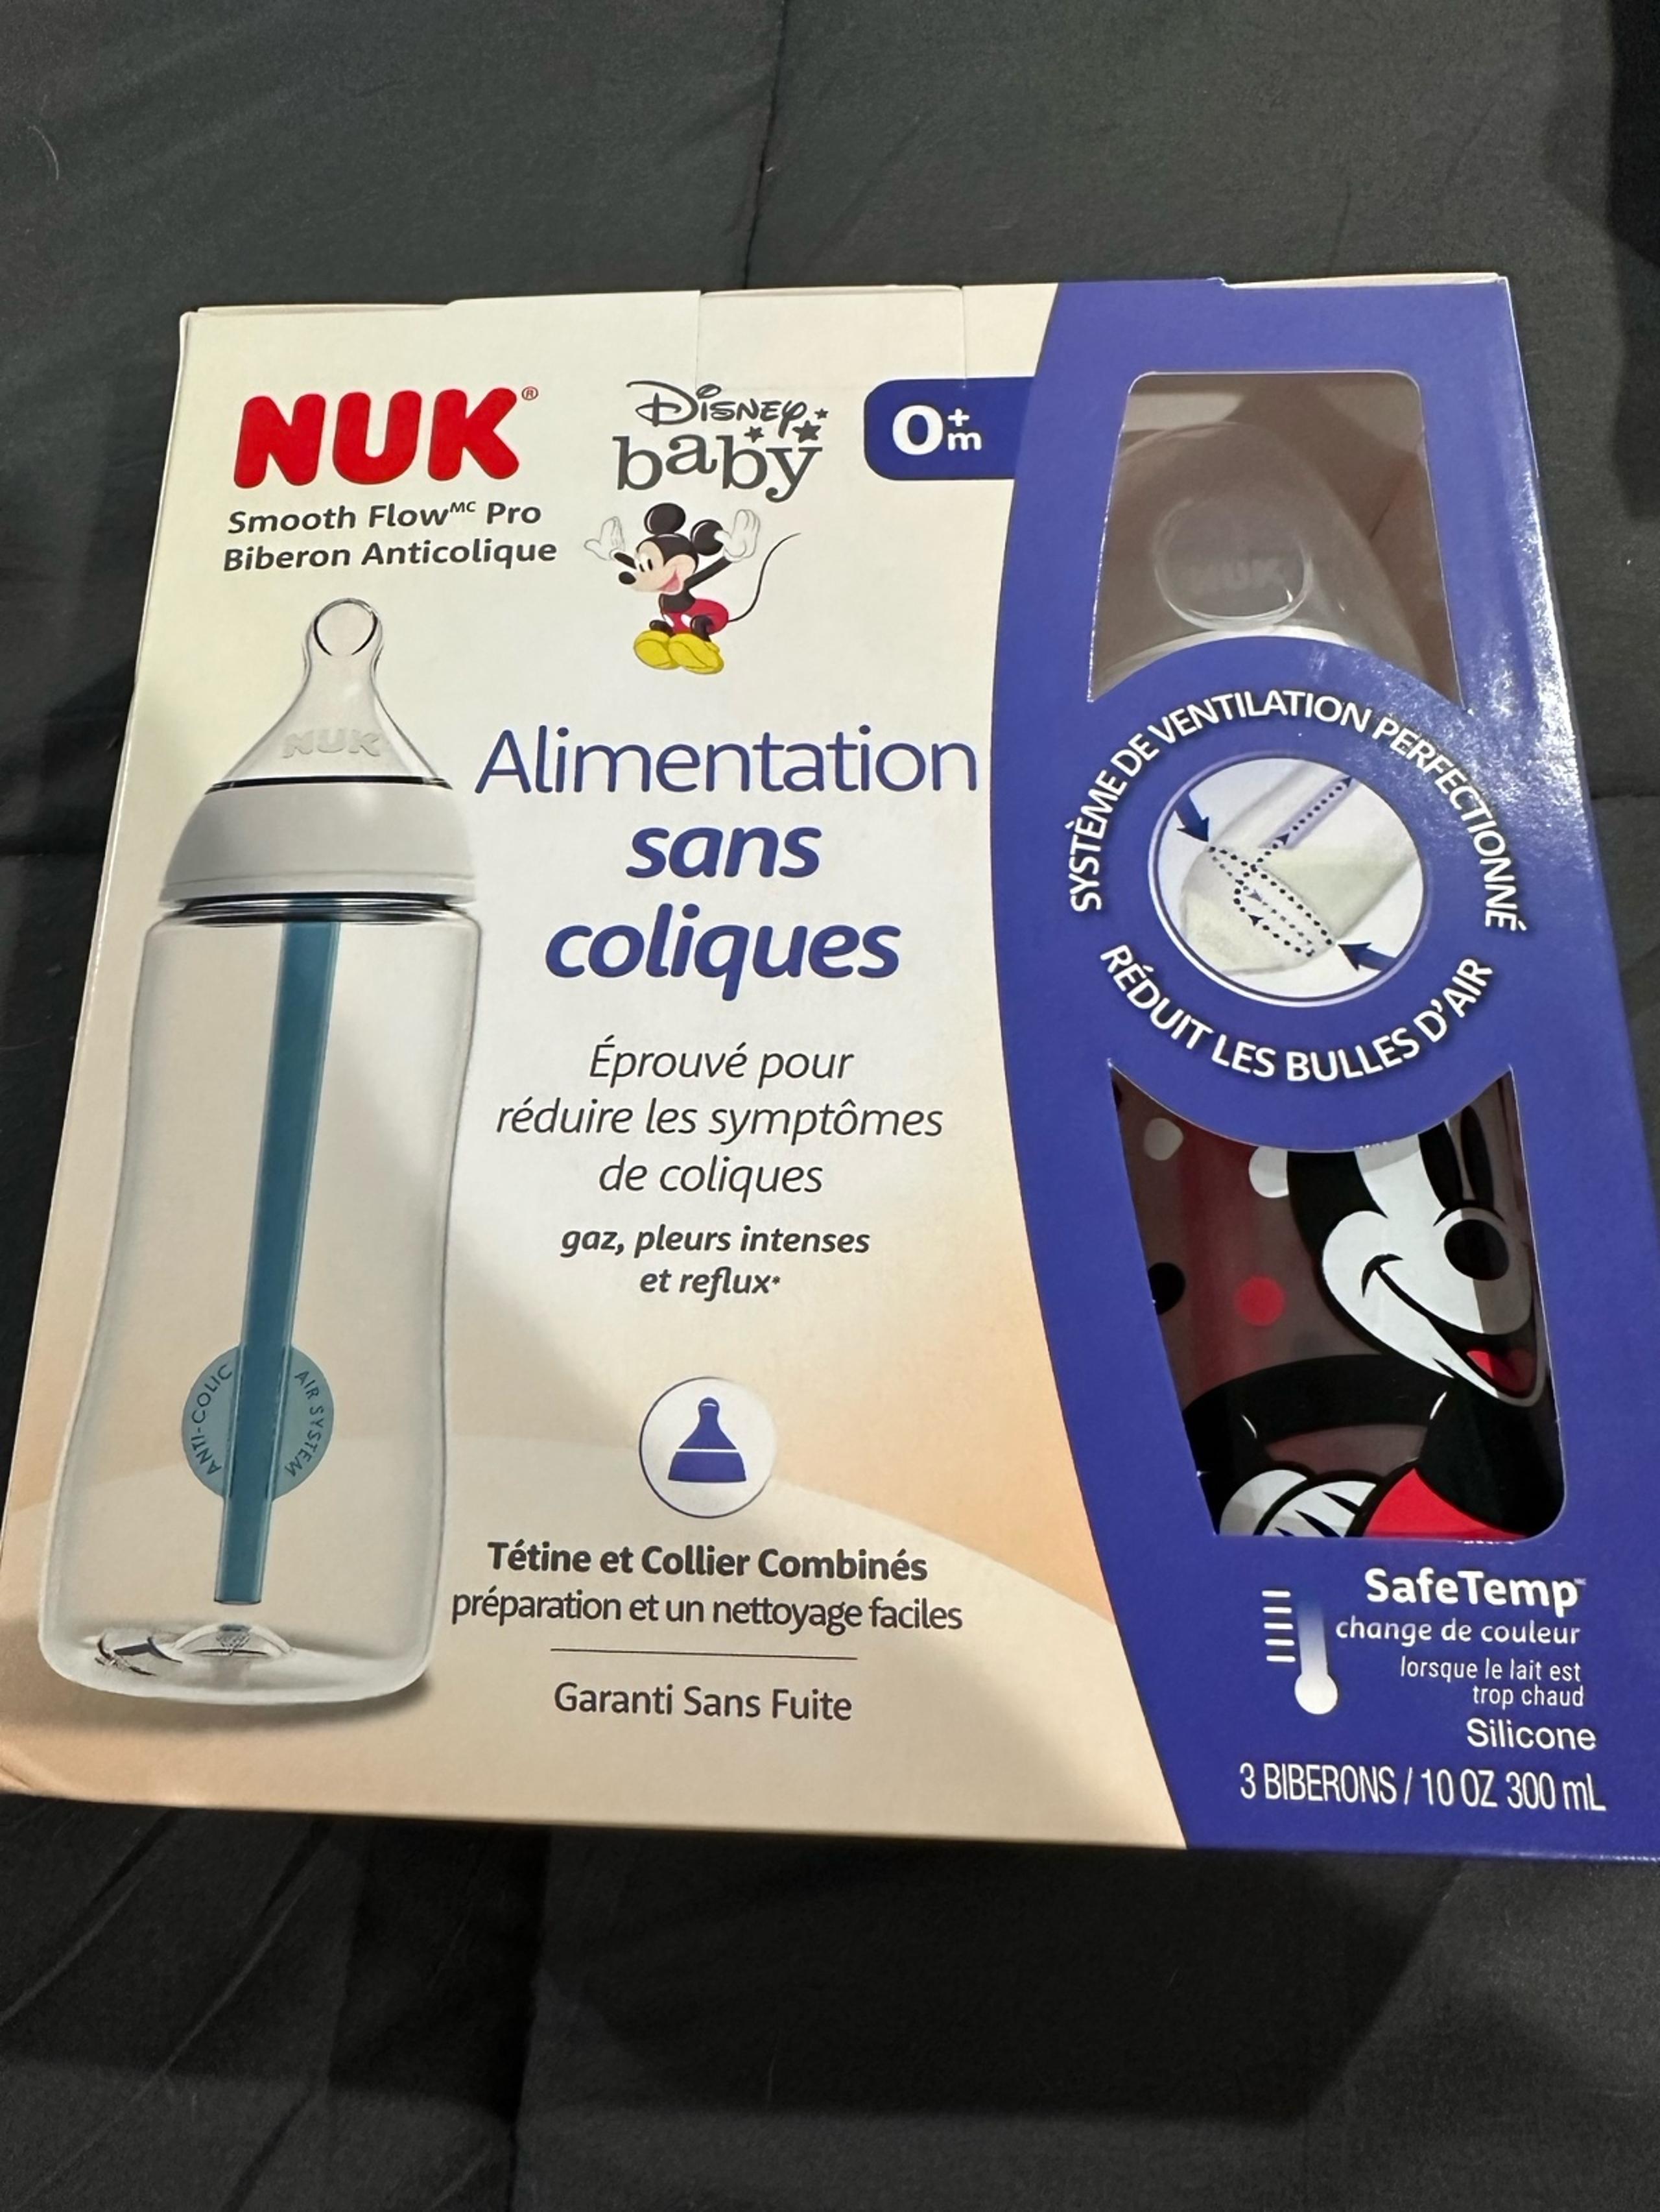 NUK®
Smooth Flow MC Pro
Biberon Anticolique
Disney
baby
0+m
NUK
Alimentation
sans
coliques
Éprouvé pour
réduire les symptômes
de coliques
gaz, pleurs intenses
et reflux*
ANTI-COLIC
AIR SYSTEM
Tétine et Collier Combinés
préparation et un nettoyage faciles
Garanti Sans Fuite
NUK
SYSTÈME DE VENTILATION PERFECTIONNÉ
RÉDUIT LES BULLES D'AIR
SafeTemp
change de couleur
lorsque le lait est
trop chaud
Silicone
3 BIBERONS / 10 OZ 300 mL